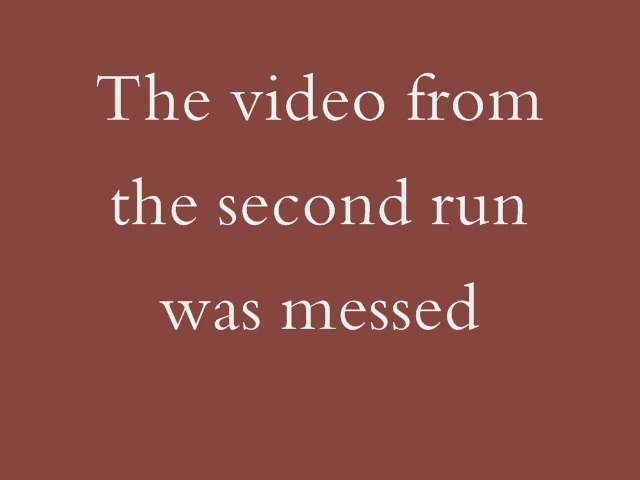 The video from
the second run
was messed